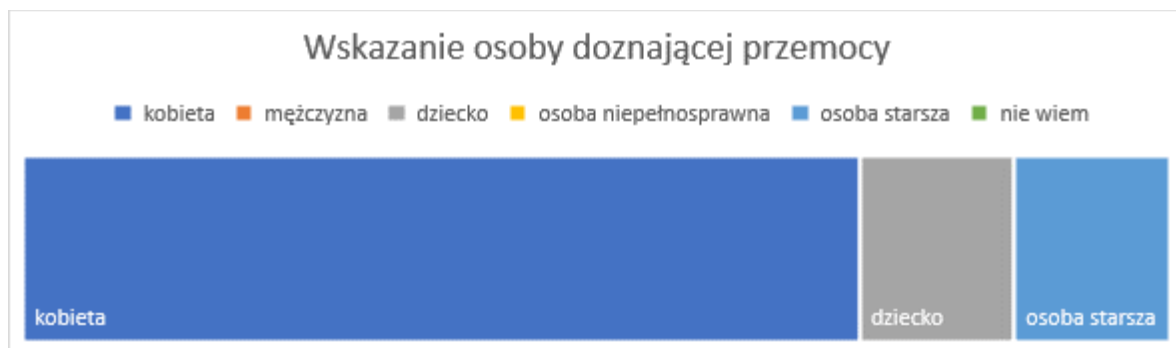 Wskazanie osoby doznającej przemocy
kobieta mężczyzna dziecko osoba niepełnosprawna osoba starsza nie wiem
kobieta dziecko osoba starsza